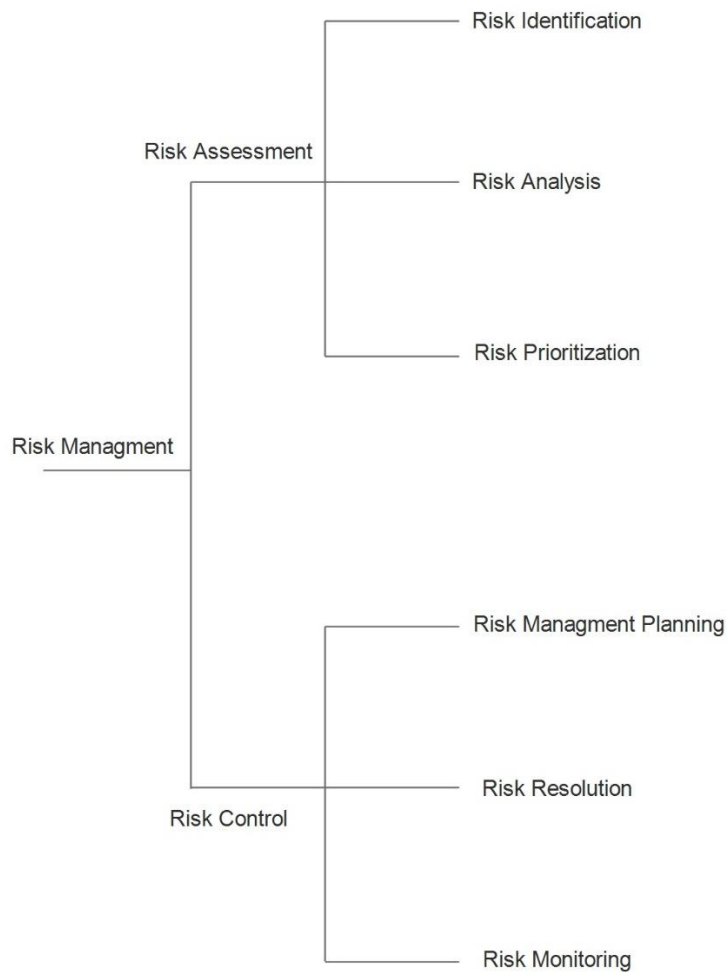 Risk Identification
Risk Assessment
Risk Analysis
Risk Prioritization
Risk Managment
Risk Managment Planning
Risk Resolution
Risk Control
Risk Monitoring